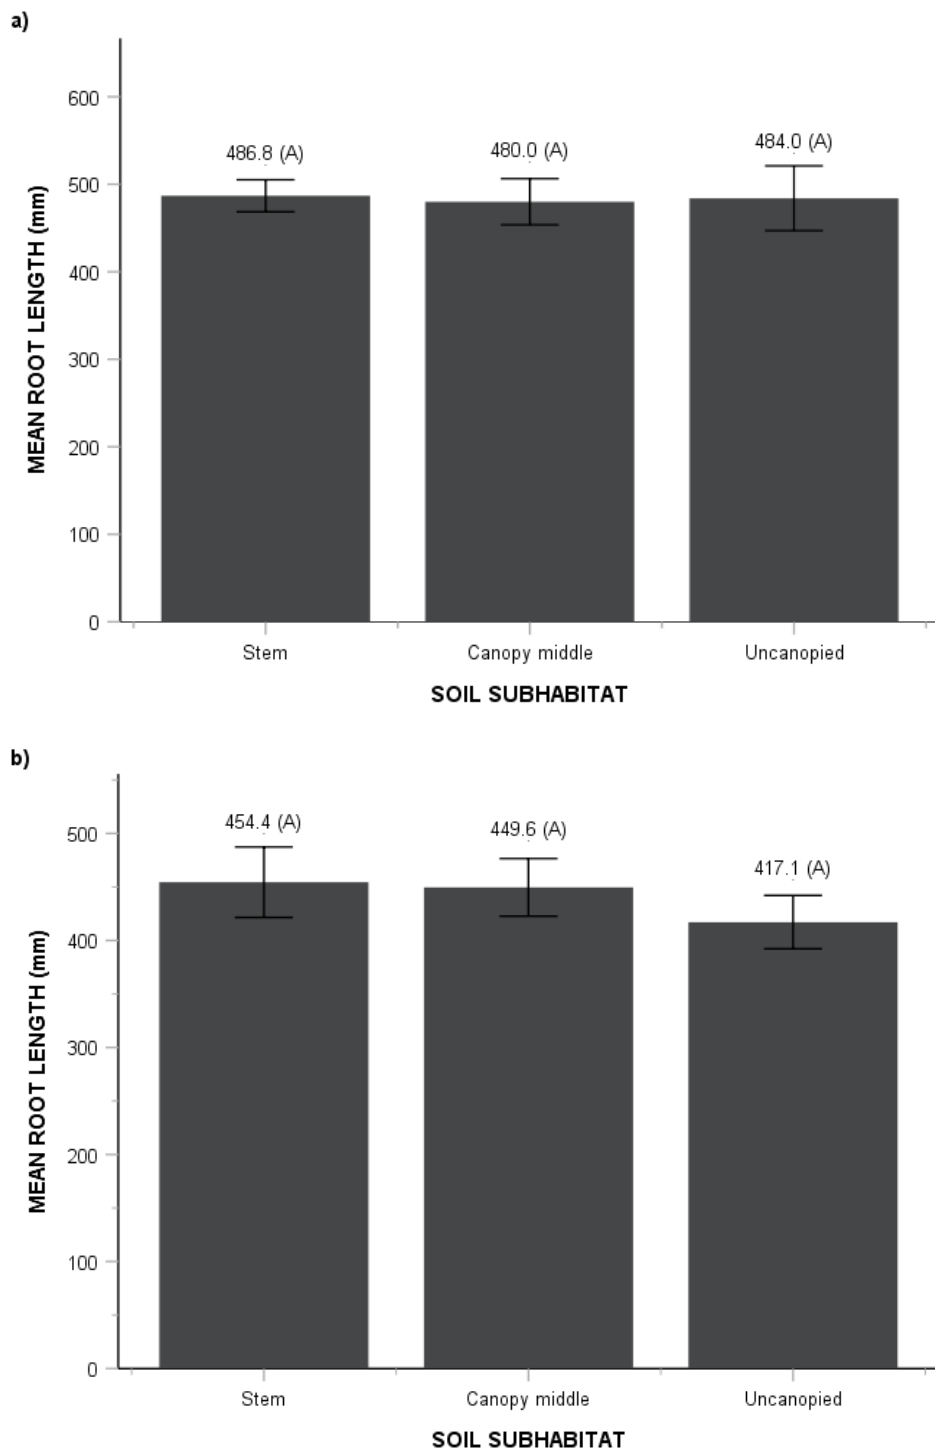 a)
MEAN ROOT LENGTH (mm)
600
500
400
300
200
100
0
486.8 (A)
480.0 (A)
484.0 (A)
Stem
Canopy middle
Uncanopied
SOIL SUBHABITAT
b)
MEAN ROOT LENGTH (mm)
500
400
300
200
100
0
454.4 (A)
449.6 (A)
417.1 (A)
Stem
Canopy middle
Uncanopied
SOIL SUBHABITAT